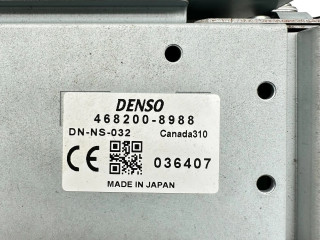 DENSO
468200-8988
DN-NS-032 Canada310
CE 036407
MADE IN JAPAN